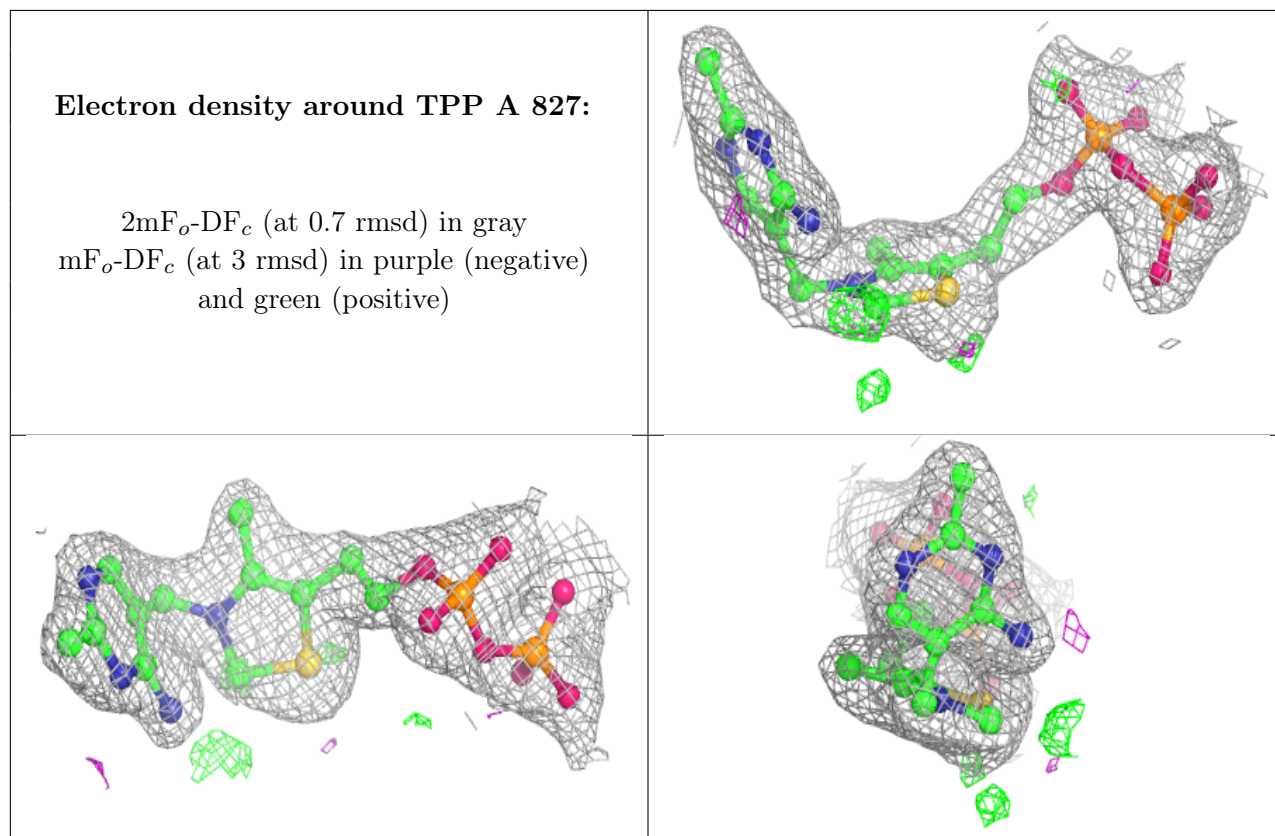 Electron density around TPP A 827:
2mFo-DFc (at 0.7 rmsd) in gray
mFo-DFc (at 3 rmsd) in purple (negative)
and green (positive)